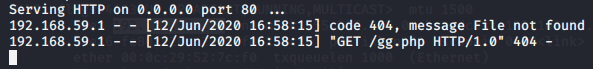 Serving HTTP on 0.0.0.0 port 80 ...
192.168.59.1 - - [12/Jun/2020 16:58:15] code 404, message File not found
192.168.59.1 - - [12/Jun/2020 16:58:15] "GET /gg.php HTTP/1.0" 404 -